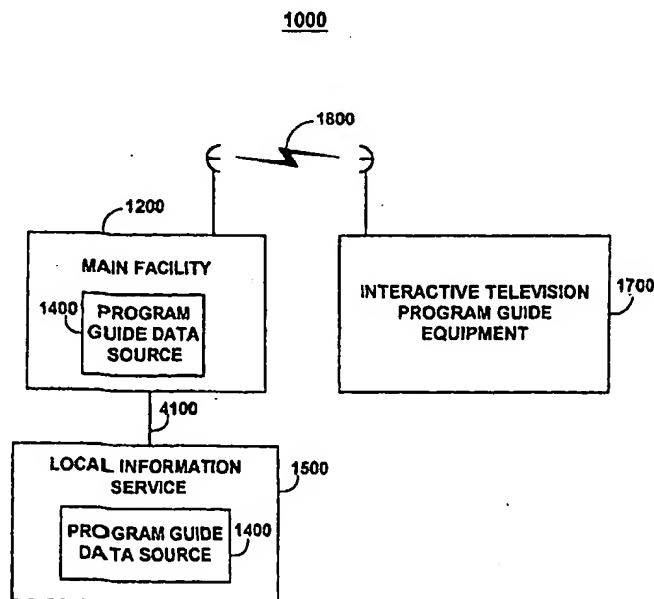 1000
1800
1200
MAIN FACILITY
1400
PROGRAM
GUIDE DATA
SOURCE
INTERACTIVE TELEVISION
PROGRAM GUIDE
EQUIPMENT
1700
4100
LOCAL INFORMATION
SERVICE
1500
PROGRAM GUIDE
DATA SOURCE
1400